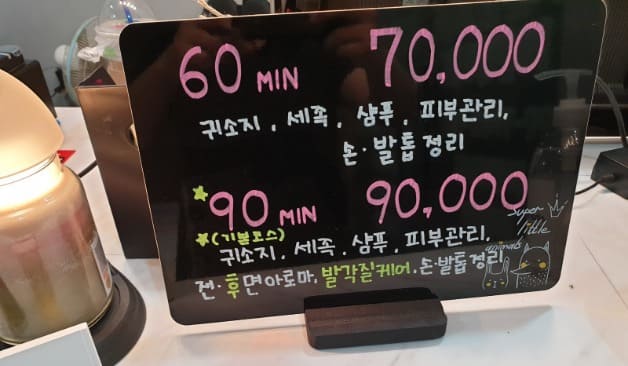 60 MIN 70,000
귀소지, 세족, 샴푸, 피부관리,
손·발톱정리
90 MIN 90,000
(기본코스)
귀소지, 세족, 샴푸, 피부관리,
전·후면아로마, 발각질케어, 손·발톱정리
super
little
animals